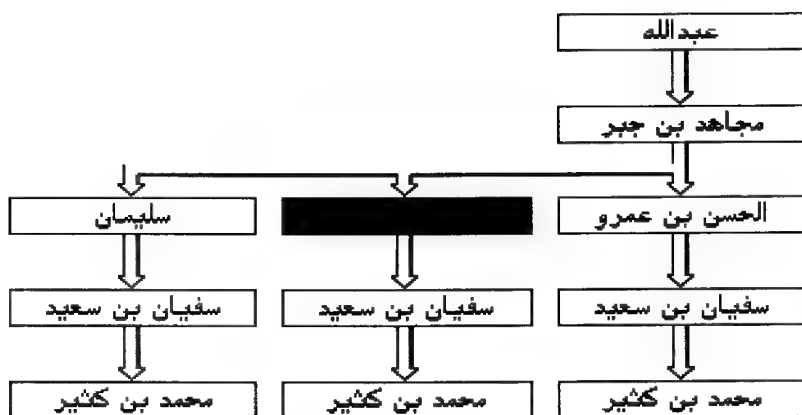 عبدالله
مجاهد بن جبر
الحسن بن عمرو
سليمان
سفيان بن سعيد
سفيان بن سعيد
سفيان بن سعيد
محمد بن كثير
محمد بن كثير
محمد بن كثير